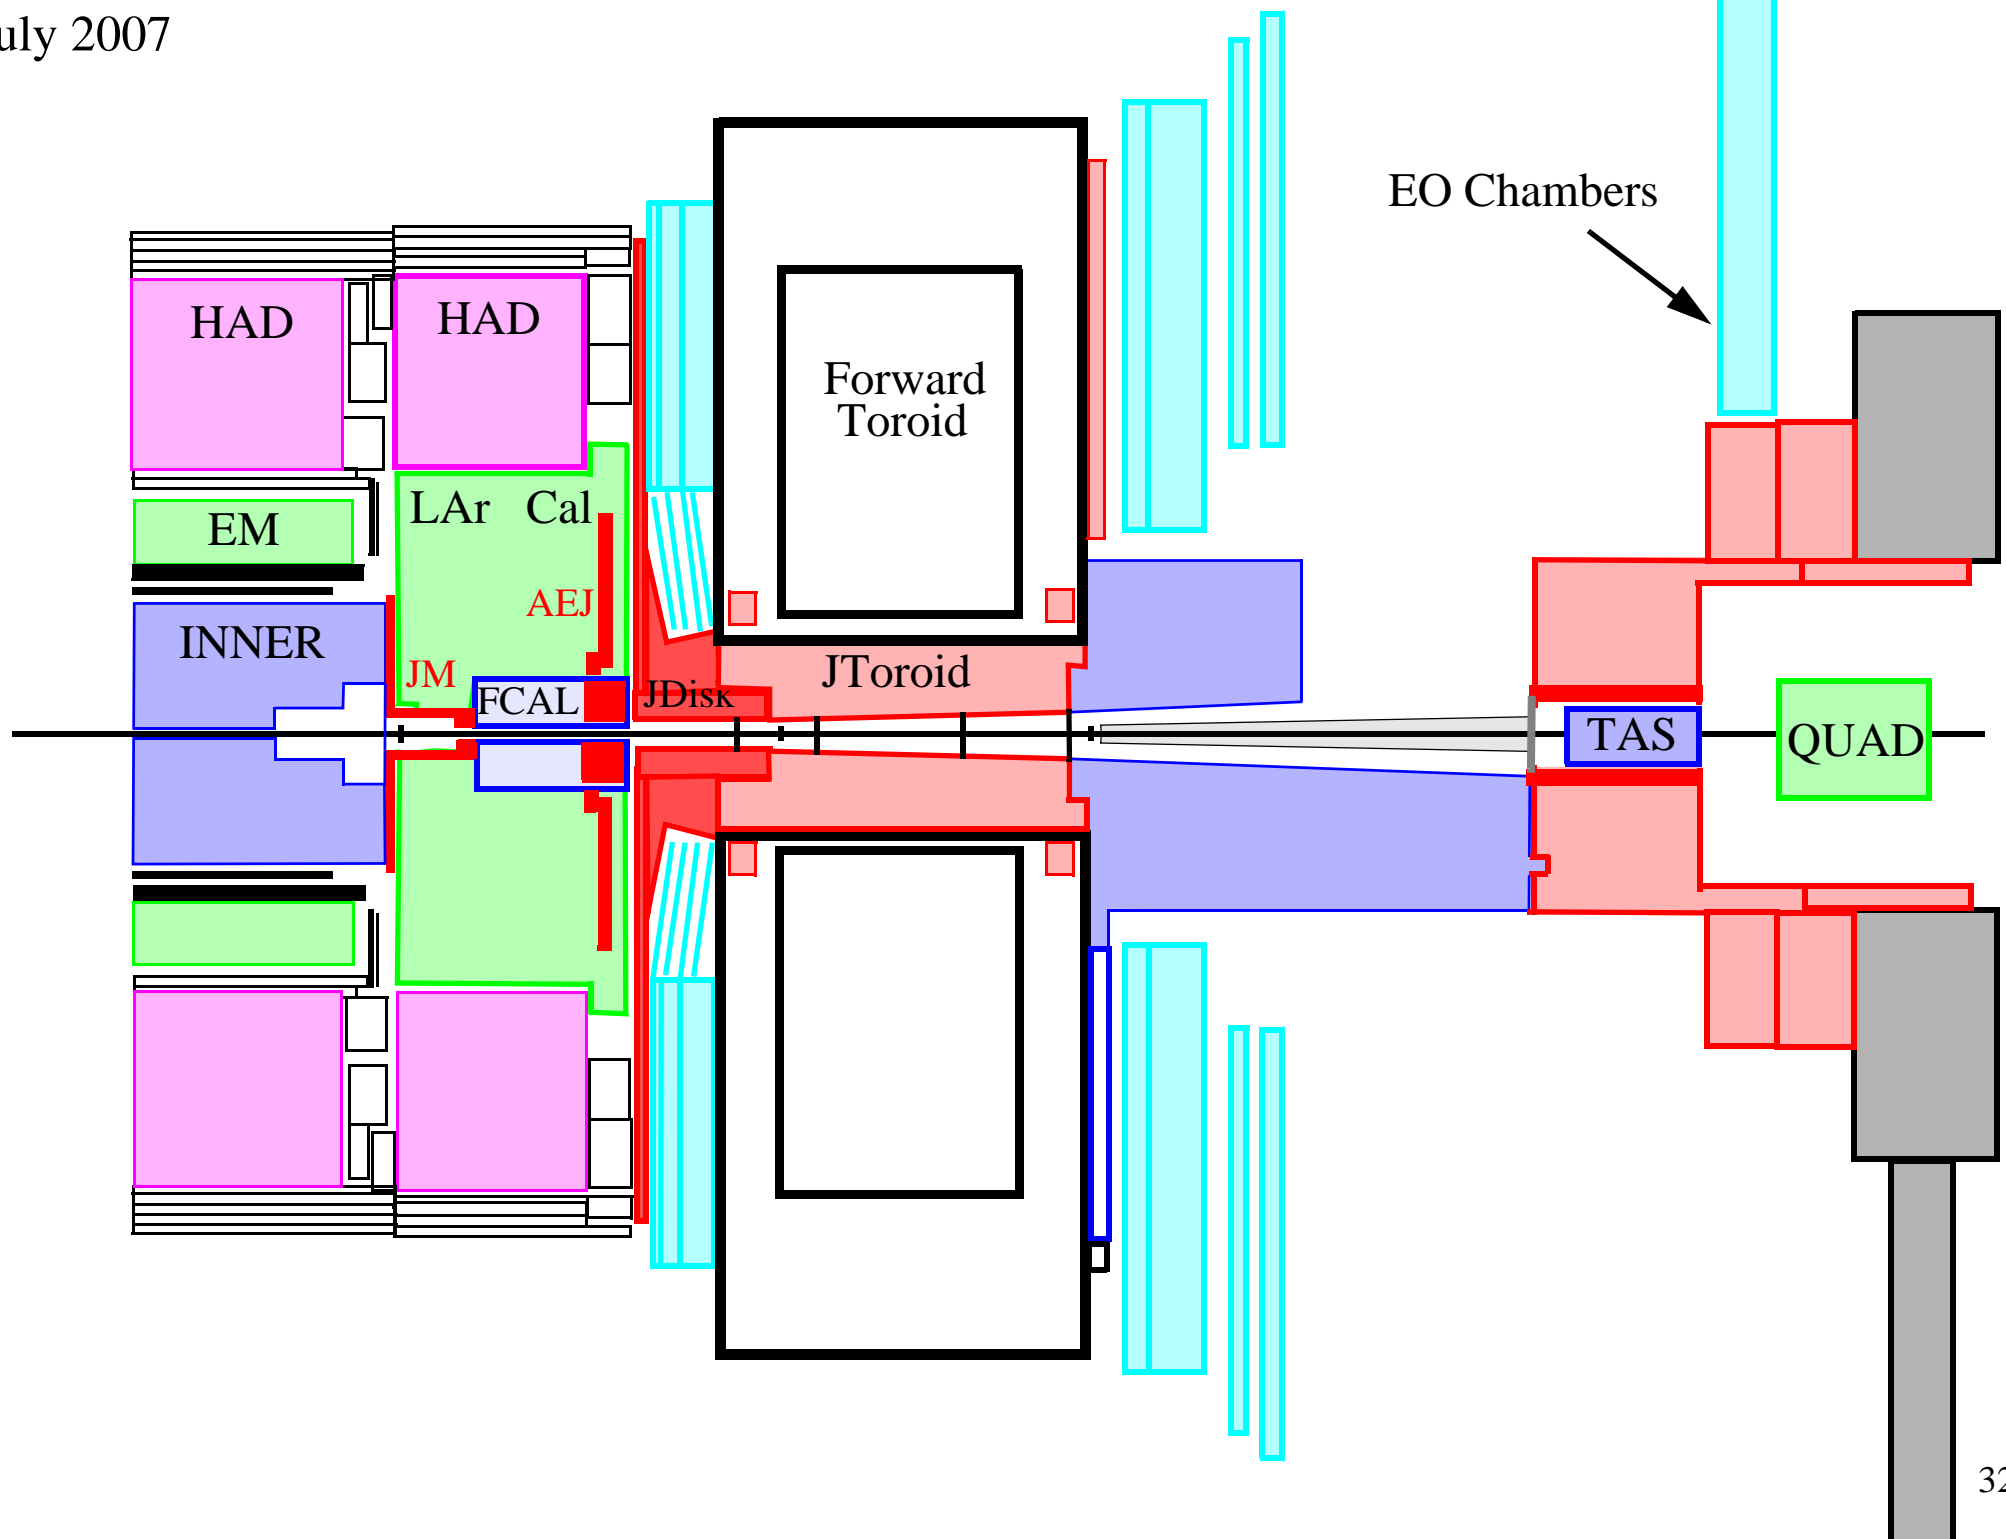 uly 2007
EO Chambers
HAD
HAD
Forward
Toroid
LAr Cal
EM
AEJ
INNER
JM
FCAL
JDisk
JToroid
TAS
QUAD
32